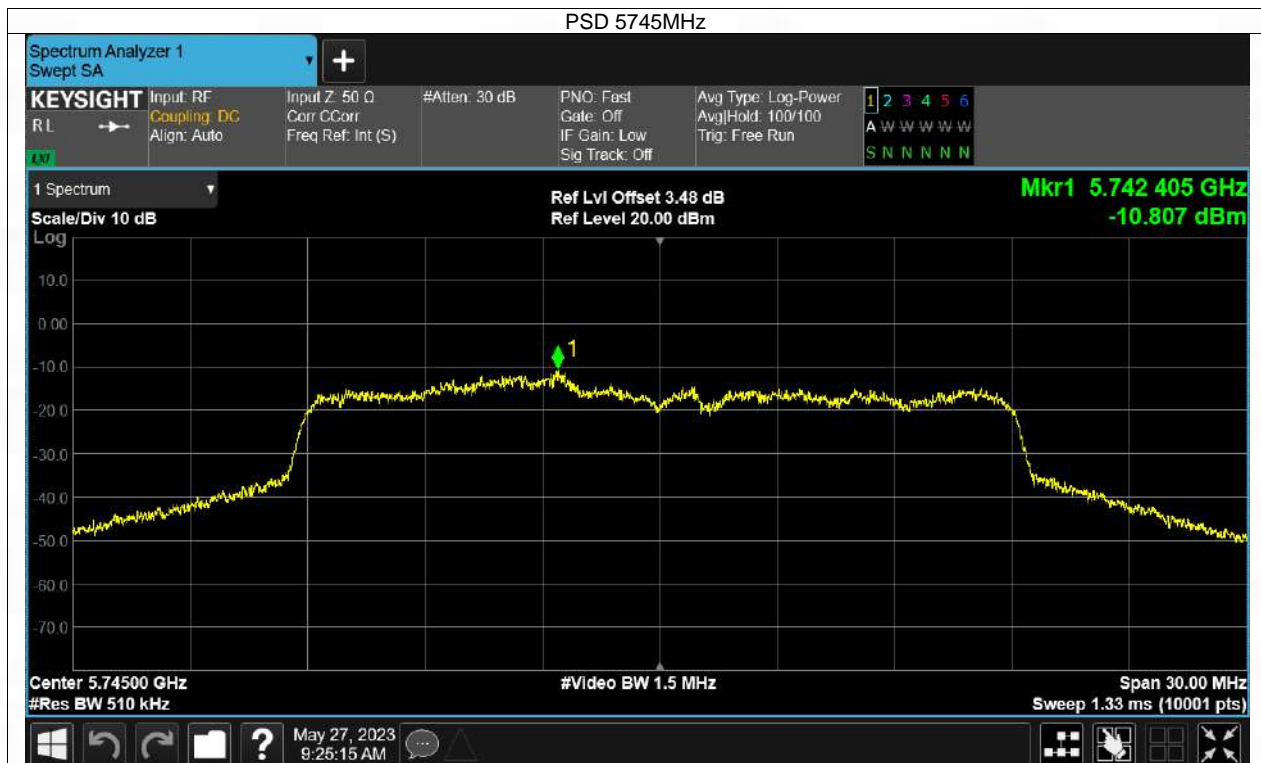 PSD 5745MHz
Spectrum Analyzer 1
Swept SA
+
KEYSIGHT
RL
LXI
Input: RF
Coupling: DC
Align: Auto
Input Z: 50 Ω
Corr CCorr
Freq Ref: Int (S)
#Atten: 30 dB
PNO: Fast
Gate: Off
IF Gain: Low
Sig Track: Off
Avg Type: Log-Power
Avg|Hold: 100/100
Trig: Free Run
1 2 3 4 5 6
A W W W W W
S N N N N N
1 Spectrum
Scale/Div 10 dB
Ref Lvl Offset 3.48 dB
Ref Level 20.00 dBm
Mkr1 5.742 405 GHz
-10.807 dBm
Log
10.0
0.00
-10.0
-20.0
-30.0
-40.0
-50.0
-60.0
-70.0
1
Center 5.74500 GHz
#Res BW 510 kHz
#Video BW 1.5 MHz
Span 30.00 MHz
Sweep 1.33 ms (10001 pts)
?
May 27, 2023
9:25:15 AM